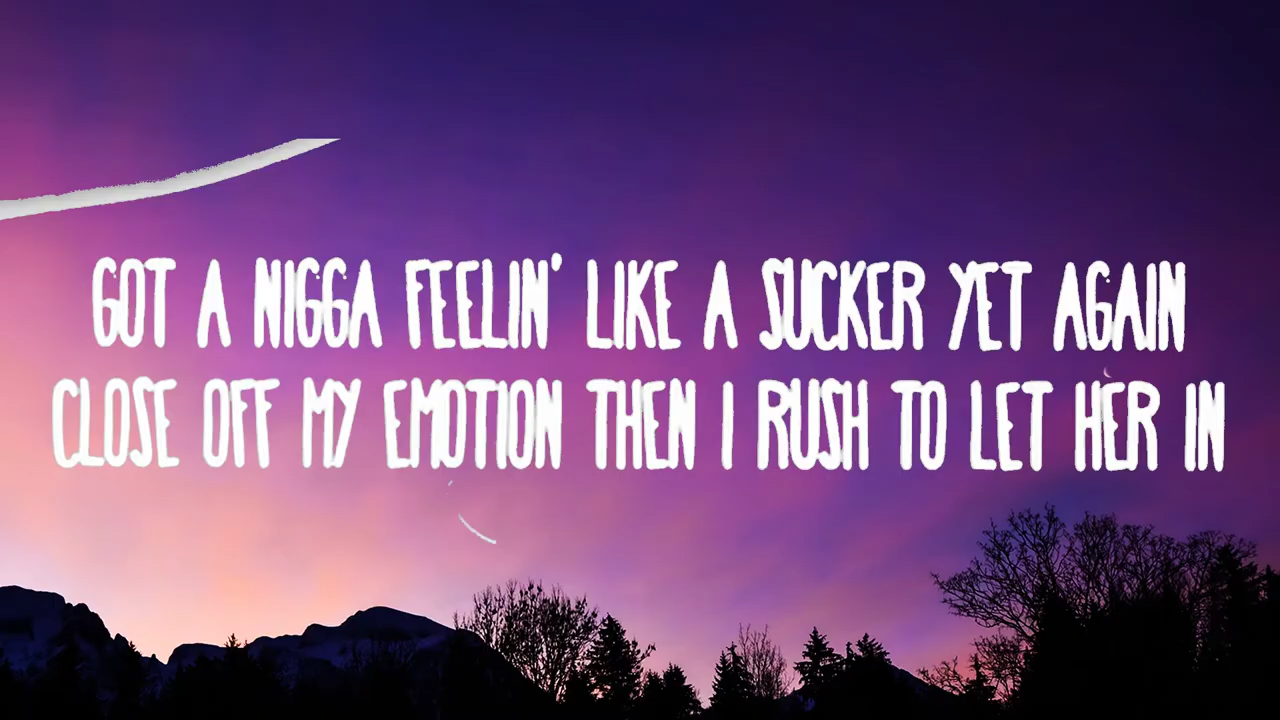 GOT A NIGGA FEELIN' LIKE A SUCKER YET AGAIN
CLOSE OFF MY EMOTION THEN I RUSH TO LET HER IN